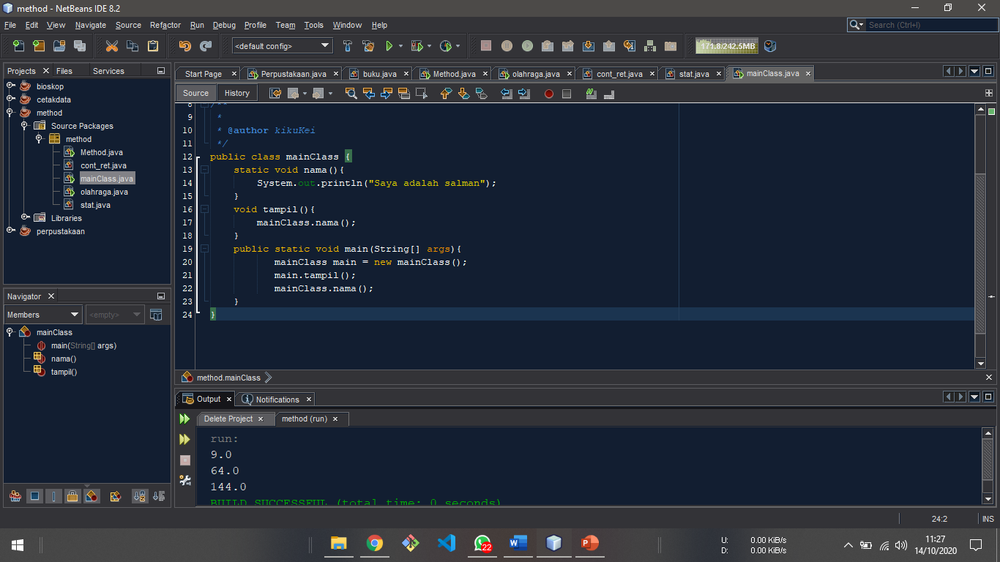 method - NetBeans IDE 8.2
File Edit View Navigate Source Refactor Run Debug Profile Team Tools Window Help
Search (Ctrl+I)
<default config>
171.8/242.5MB
Projects Files Services
bioskop
cetakdata
method
Source Packages
method
Method.java
cont_ret.java
mainClass.java
olahraga.java
stat.java
Libraries
perpustakaan
Start Page Perpustakaan.java buku.java Method.java olahraga.java cont_ret.java stat.java mainClass.java
Source History
8 /**
9 *
10 * @author kikuKei
11 */
12 public class mainClass {
13 static void nama(){
14 System.out.println("Saya adalah salman");
15 }
16 void tampil(){
17 mainClass.nama();
18 }
19 public static void main(String[] args){
20 mainClass main = new mainClass();
21 main.tampil();
22 mainClass.nama();
23 }
24 }
method.mainClass
Navigator
Members <empty>
mainClass
main(String[] args)
nama()
tampil()
Output Notifications
Delete Project method (run)
run:
9.0
64.0
144.0
BUILD SUCCESSFUL (total time: 0 seconds)
24:2 INS
22
U: 0.00 KiB/s
D: 0.00 KiB/s
11:27
14/10/2020